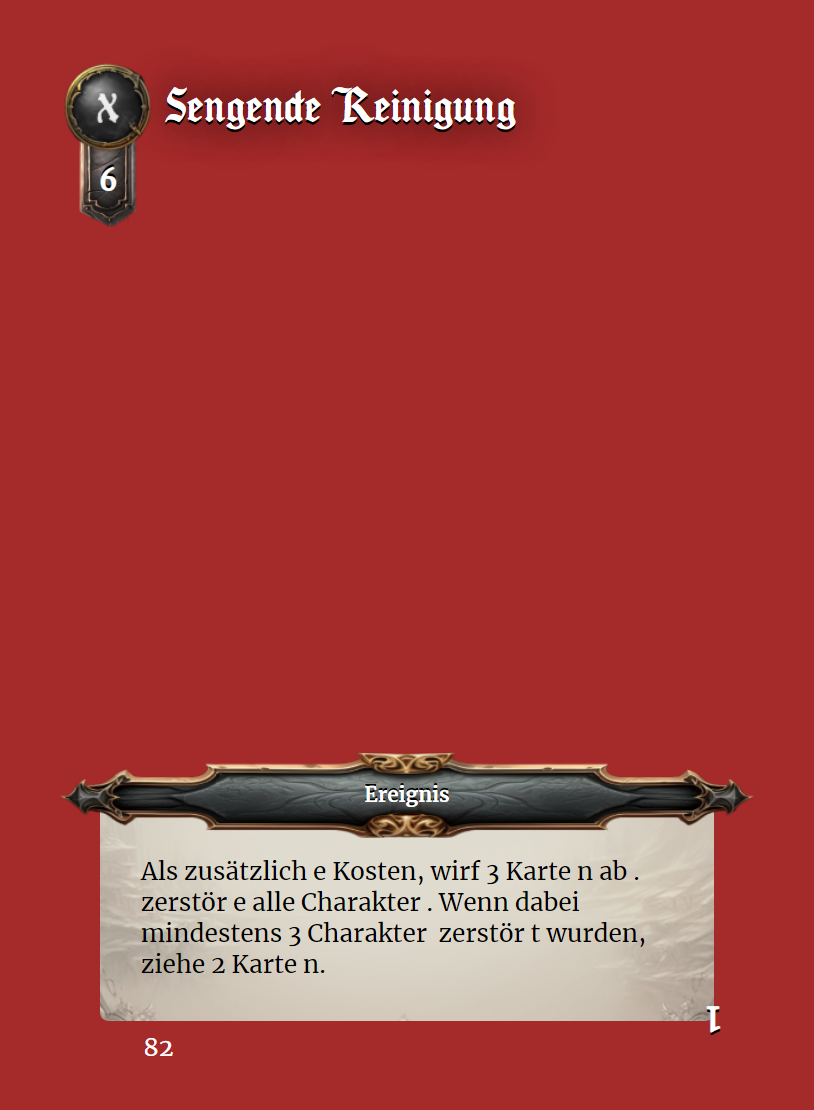 X
Sengende Reinigung
6
Ereignis
Als zusätzlich e Kosten, wirf 3 Karte n ab .
zerstör e alle Charakter . Wenn dabei
mindestens 3 Charakter  zerstör t wurden,
ziehe 2 Karte n.
1
82